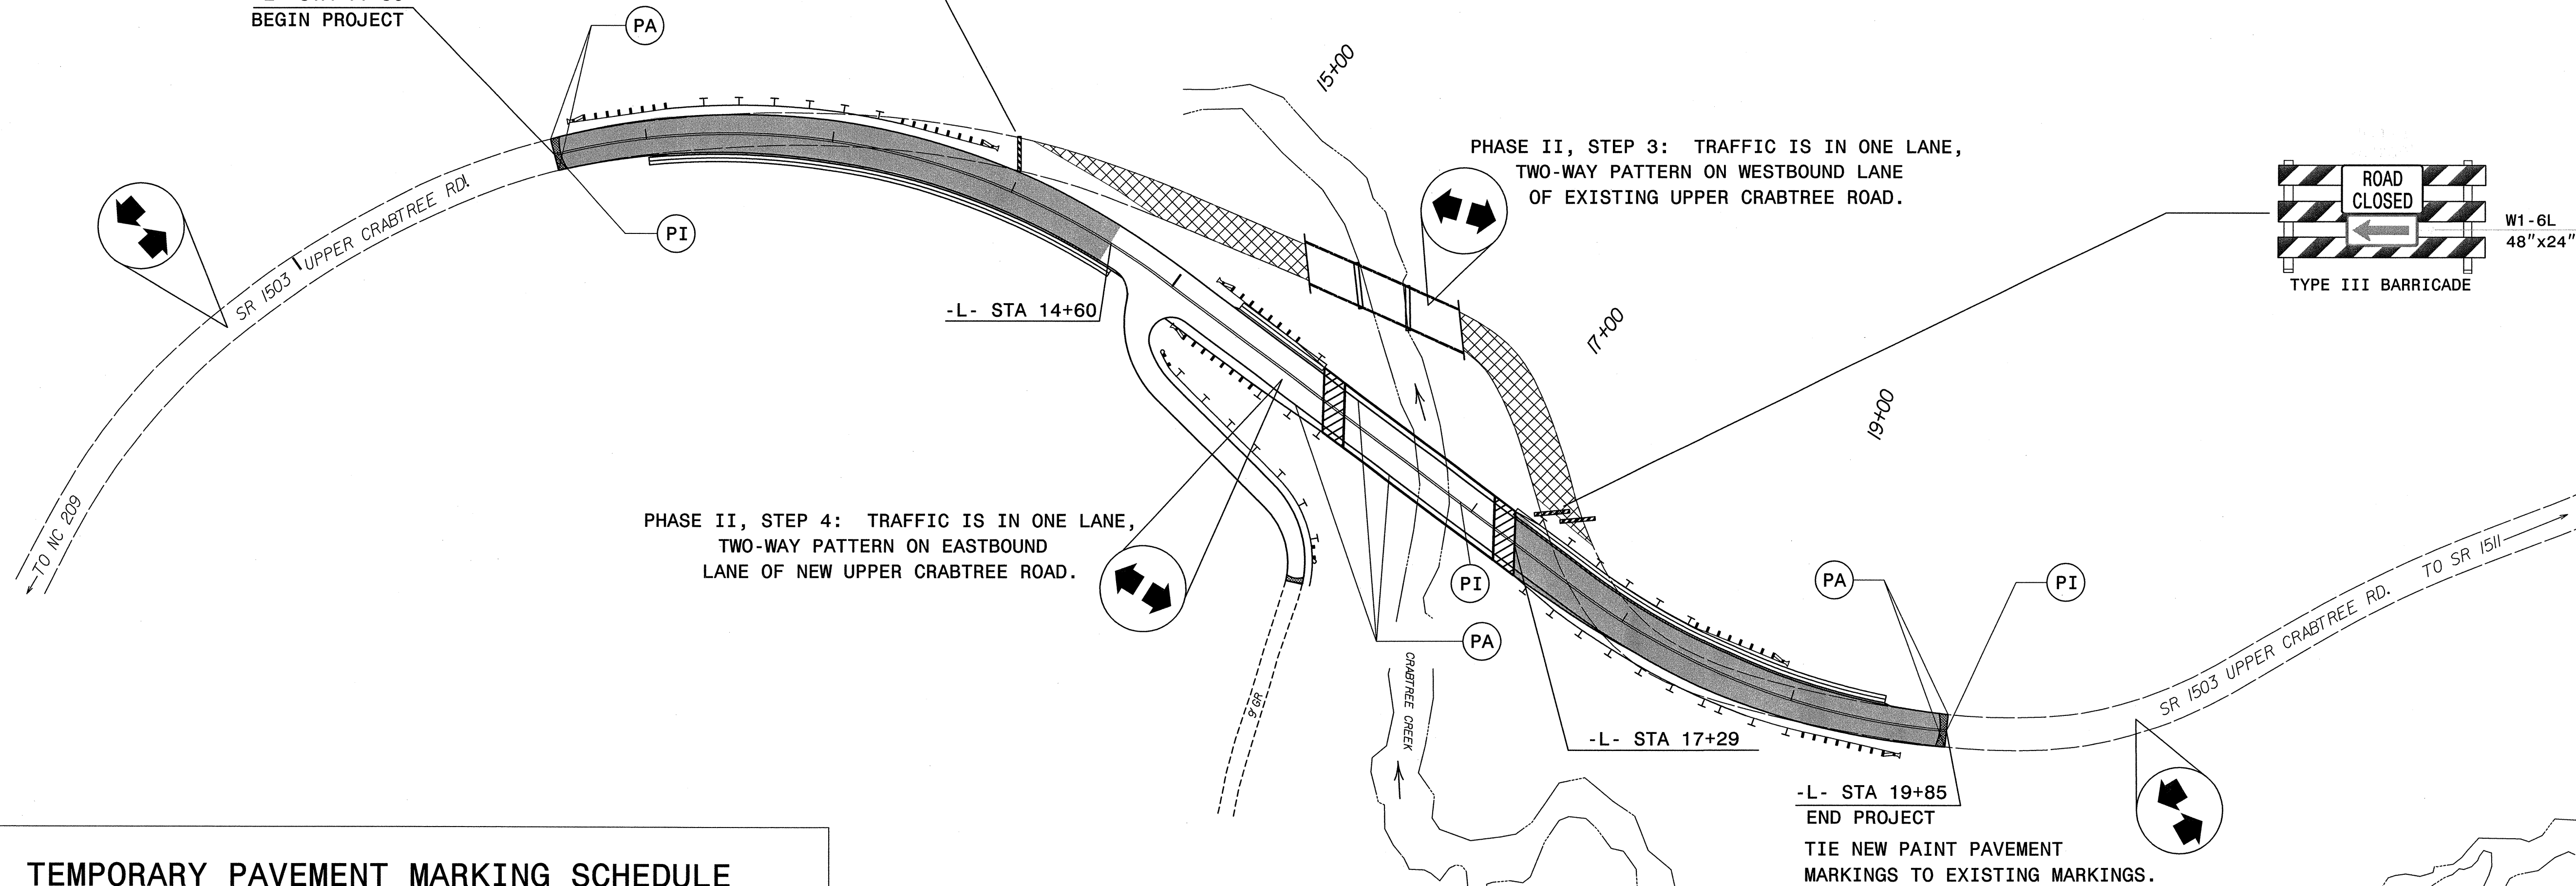 BEGIN PROJECT
PA
15+00
PHASE II, STEP 3: TRAFFIC IS IN ONE LANE,
TWO-WAY PATTERN ON WESTBOUND LANE
OF EXISTING UPPER CRABTREE ROAD.
ROAD
CLOSED
W1-6L
48"x24"
TYPE III BARRICADE
SR 1503 UPPER CRABTREE RD.
PI
-L- STA 14+60
17+00
19+00
TO NC 209
PHASE II, STEP 4: TRAFFIC IS IN ONE LANE,
TWO-WAY PATTERN ON EASTBOUND
LANE OF NEW UPPER CRABTREE ROAD.
PI
PA
PA
PI
SR 1503 UPPER CRABTREE RD.
TO SR 1511
9' GR
CRABTREE CREEK
-L- STA 17+29
-L- STA 19+85
END PROJECT
TIE NEW PAINT PAVEMENT
MARKINGS TO EXISTING MARKINGS.
TEMPORARY PAVEMENT MARKING SCHEDULE